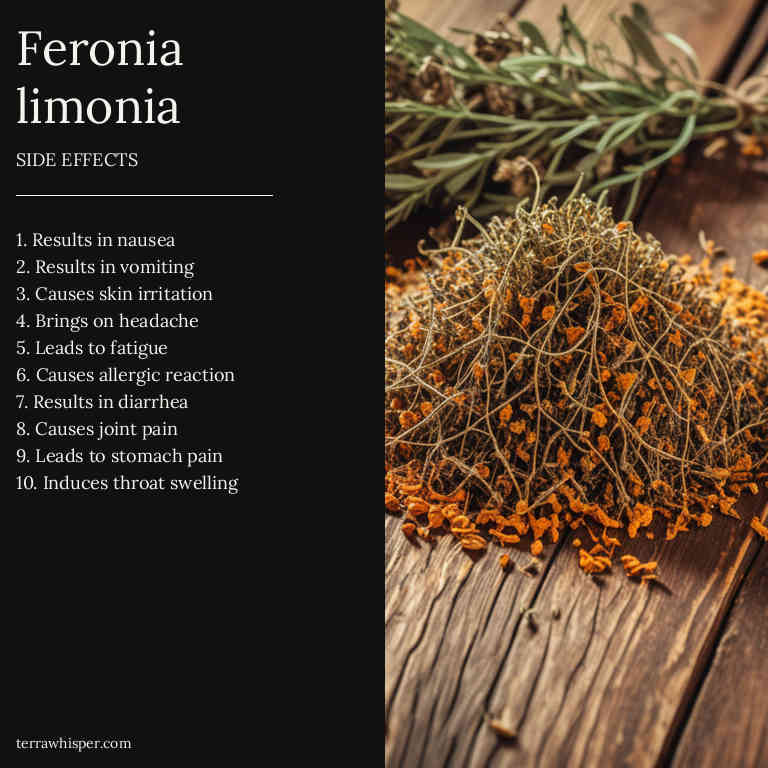 Feronia
limonia
SIDE EFFECTS
1. Results in nausea
2. Results in vomiting
3. Causes skin irritation
4. Brings on headache
5. Leads to fatigue
6. Causes allergic reaction
7. Results in diarrhea
8. Causes joint pain
9. Leads to stomach pain
10. Induces throat swelling
terrawhisper.com